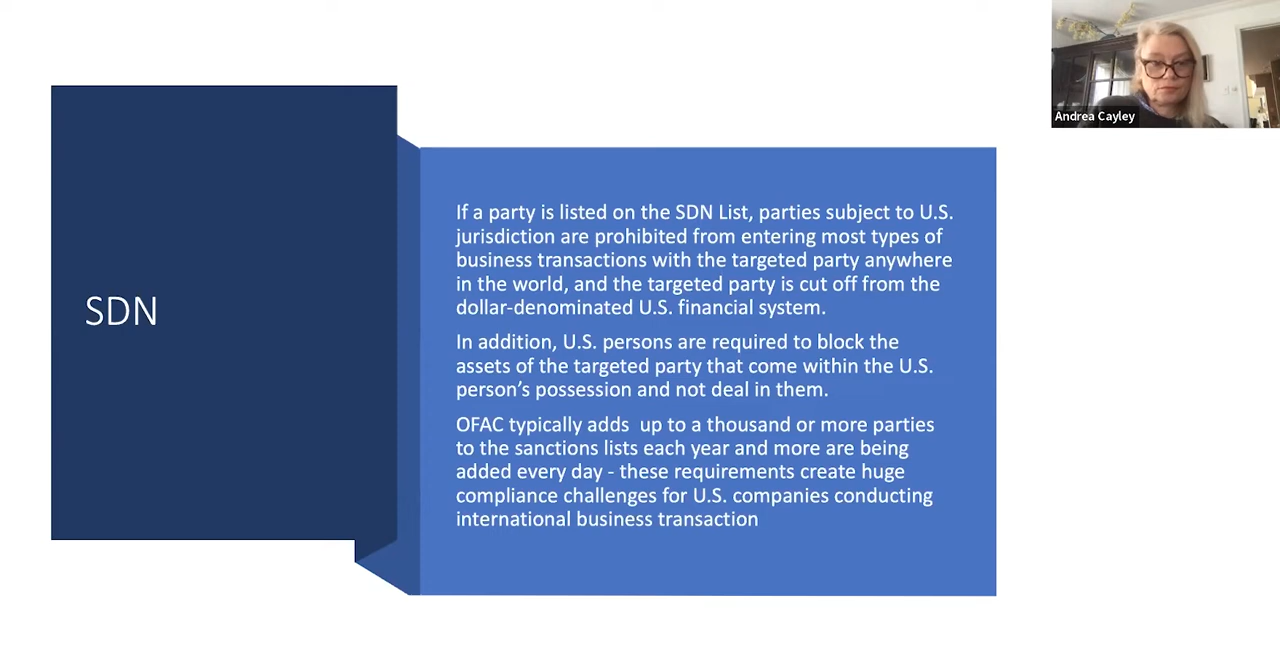 SDN
If a party is listed on the SDN List, parties subject to U.S.
jurisdiction are prohibited from entering most types of
business transactions with the targeted party anywhere
in the world, and the targeted party is cut off from the
dollar-denominated U.S. financial system.
In addition, U.S. persons are required to block the
assets of the targeted party that come within the U.S.
person’s possession and not deal in them.
OFAC typically adds  up to a thousand or more parties
to the sanctions lists each year and more are being
added every day - these requirements create huge
compliance challenges for U.S. companies conducting
international business transaction
Andrea Cayley